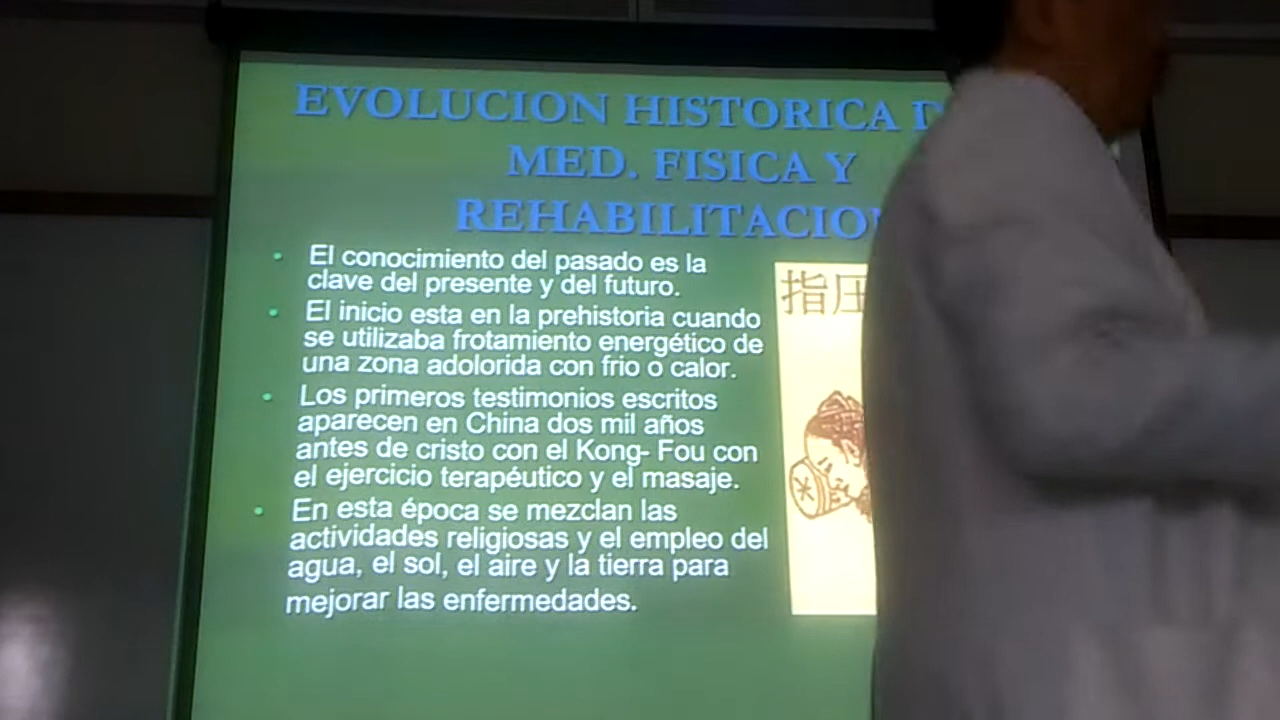 EVOLUCION HISTORICA
MED. FISICA Y
REHABILITACION
El conocimiento del pasado es la
clave del presente y del futuro.
El inicio esta en la prehistoria cuando
se utilizaba frotamiento energético de
una zona adolorida con frio o calor.
Los primeros testimonios escritos
aparecen en China dos mil años
antes de cristo con el Kong- Fou con
el ejercicio terapéutico y el masaje.
En esta época se mezclan las
actividades religiosas y el empleo del
agua, el sol, el aire y la tierra para
mejorar las enfermedades.
指压